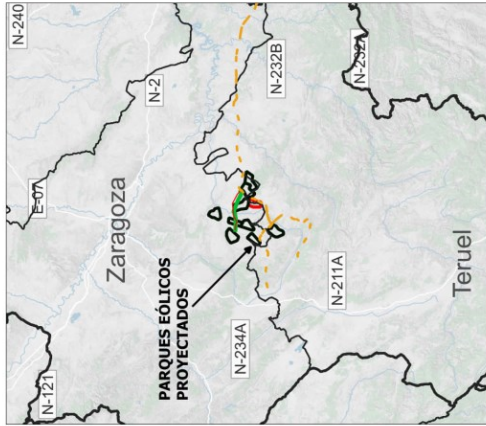 N-121
E-07
N-240
N-2
Zaragoza
PARQUES EÓLICOS
PROYECTADOS
N-234A
N-232B
N-211A
N-232A
Teruel